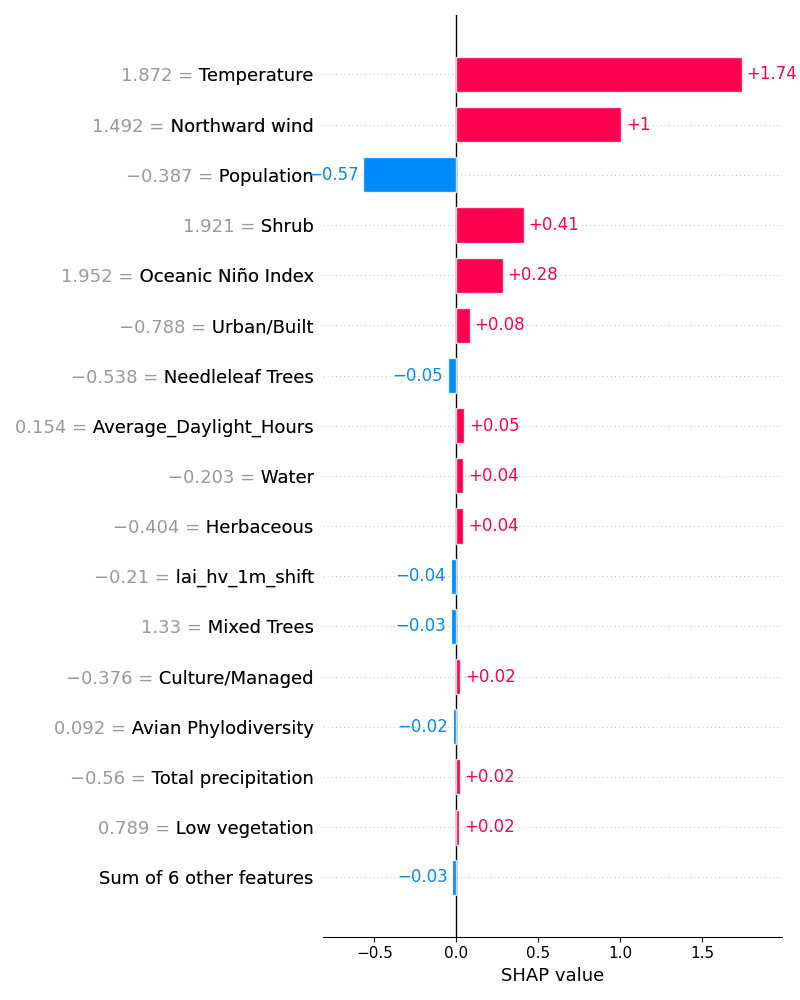 1.872 = Temperature +1.74
1.492 = Northward wind +1
−0.387 = Population −0.57
1.921 = Shrub +0.41
1.952 = Oceanic Niño Index +0.28
−0.788 = Urban/Built +0.08
−0.538 = Needleleaf Trees −0.05
0.154 = Average_Daylight_Hours +0.05
−0.203 = Water +0.04
−0.404 = Herbaceous +0.04
−0.21 = lai_hv_1m_shift −0.04
1.33 = Mixed Trees −0.03
−0.376 = Culture/Managed +0.02
0.092 = Avian Phylodiversity −0.02
−0.56 = Total precipitation +0.02
0.789 = Low vegetation +0.02
Sum of 6 other features −0.03
−0.5 0.0 0.5 1.0 1.5
SHAP value